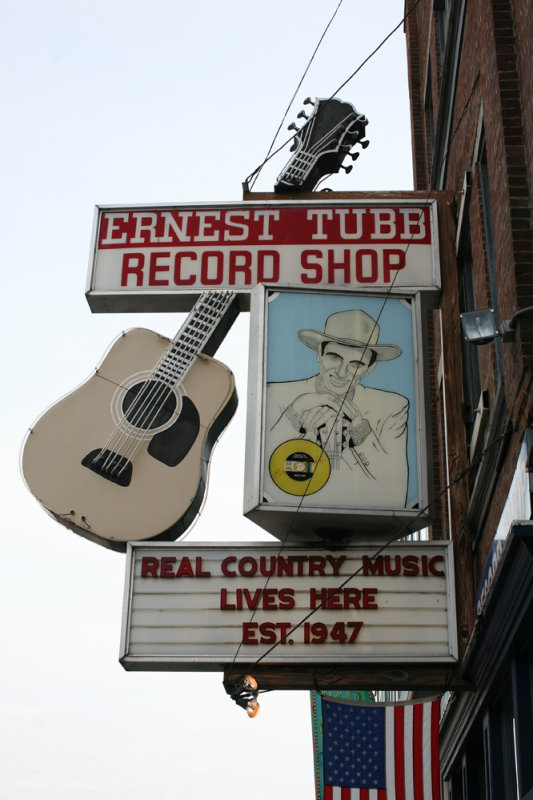 ERNEST TUBB
RECORD SHOP
REAL COUNTRY MUSIC
LIVES HERE
EST. 1947